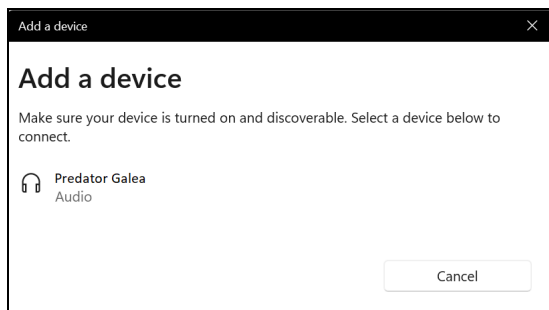 Add a device
Add a device
Make sure your device is turned on and discoverable. Select a device below to
connect.
Predator Galea
Audio
Cancel